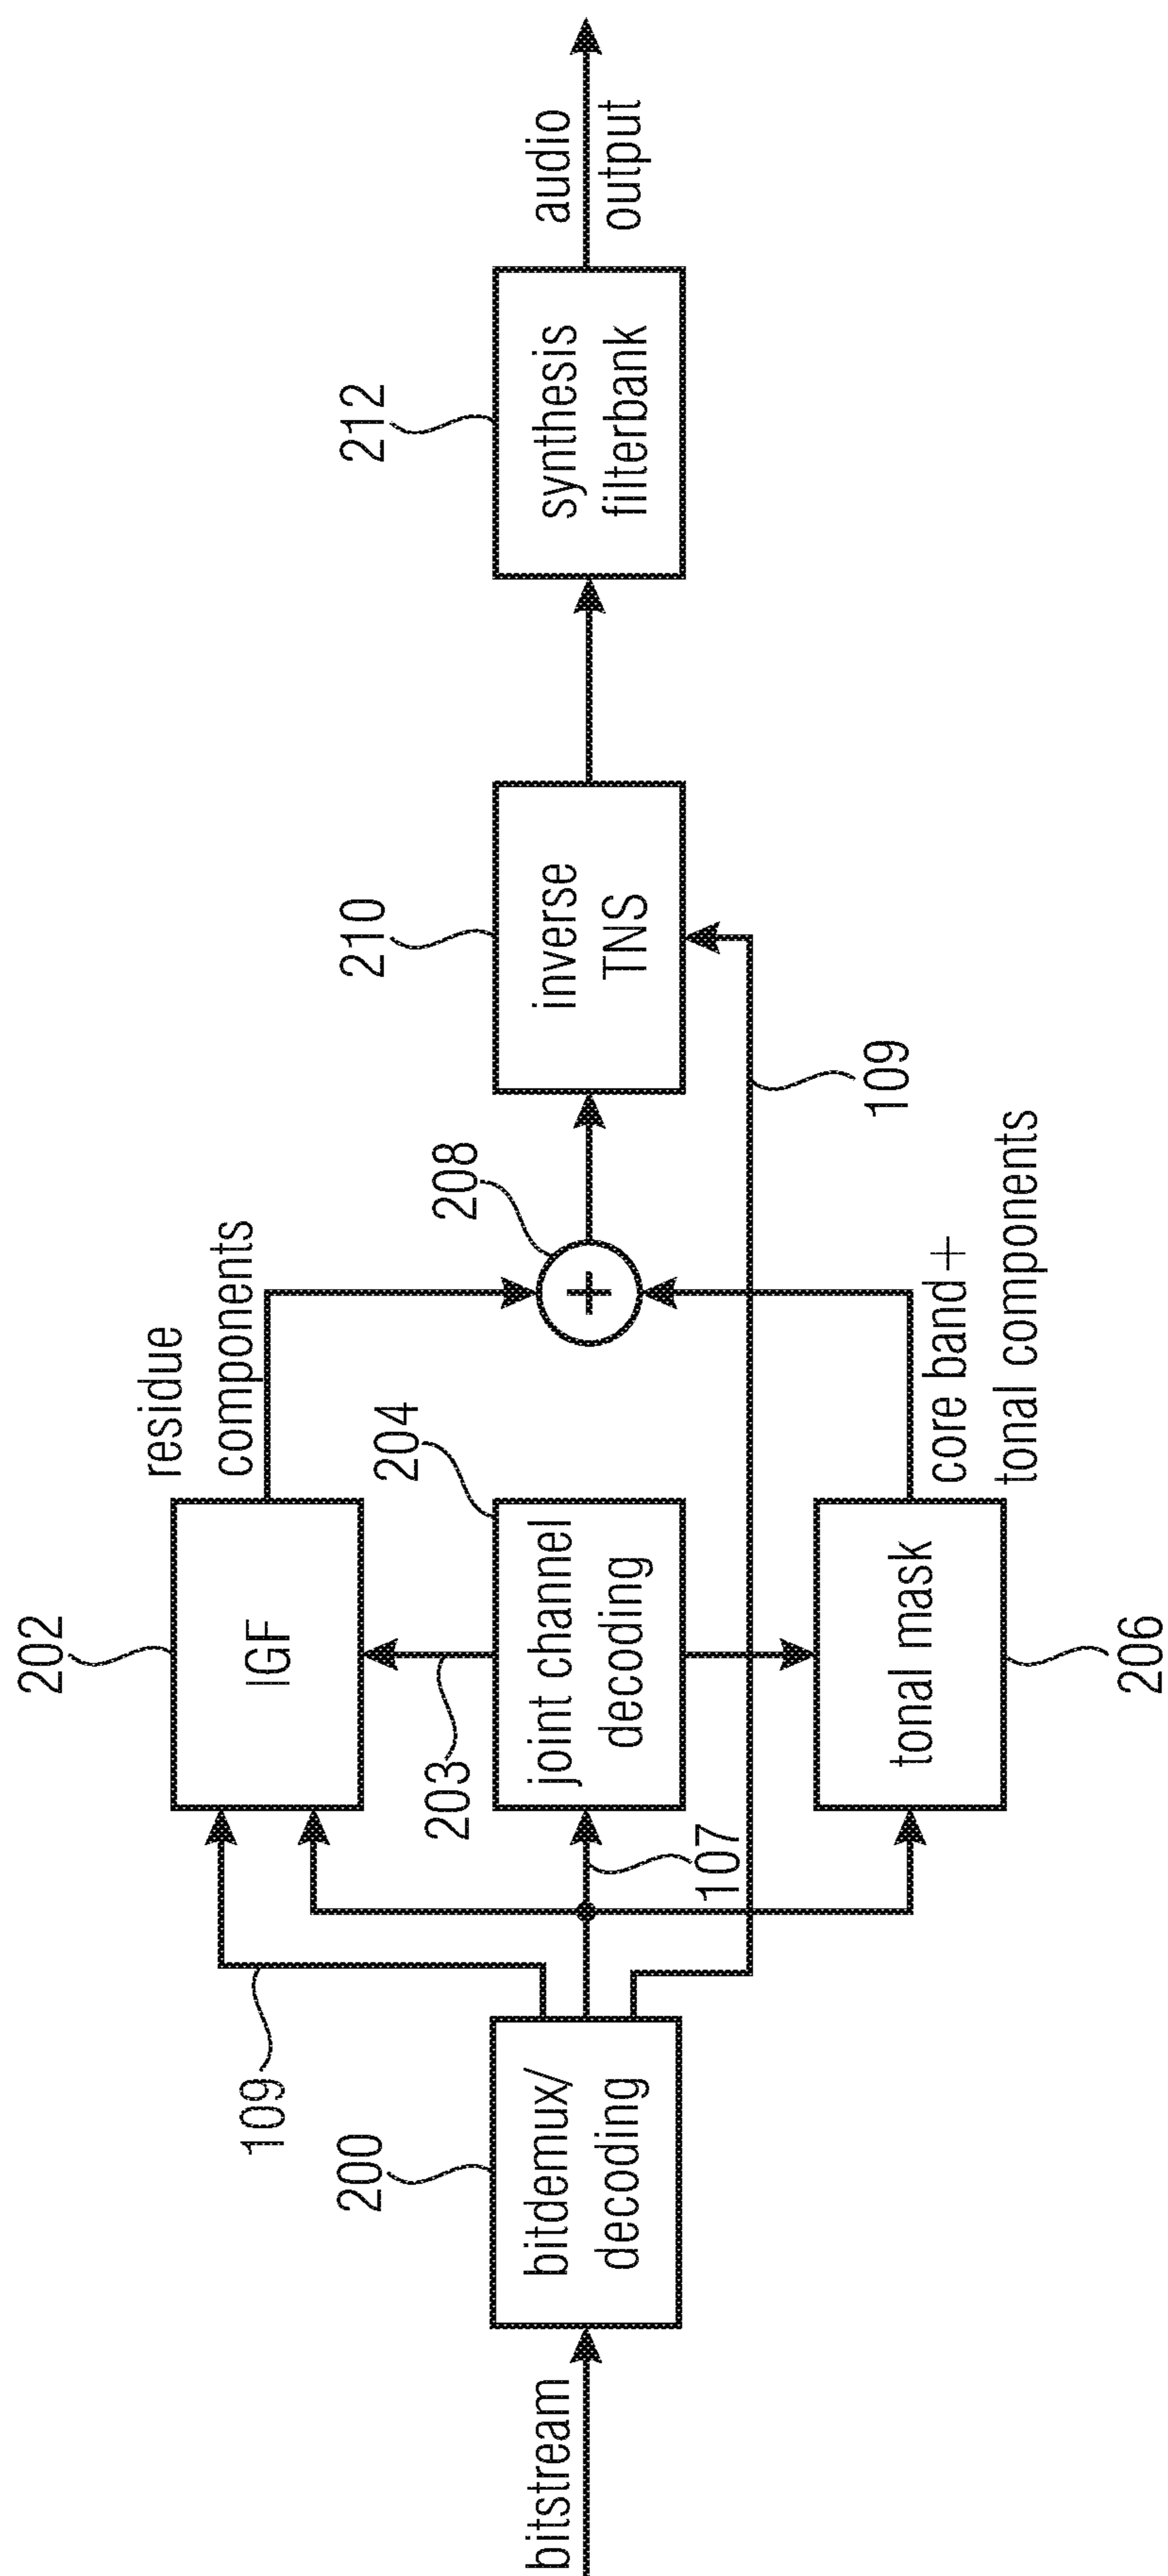 bitstream
200
bitdemux/
decoding
109
202
IGF
203
204
joint channel
decoding
107
206
tonal mask
residue
components
core band+
tonal components
208
+
109
210
inverse
TNS
212
synthesis
filterbank
audio
output